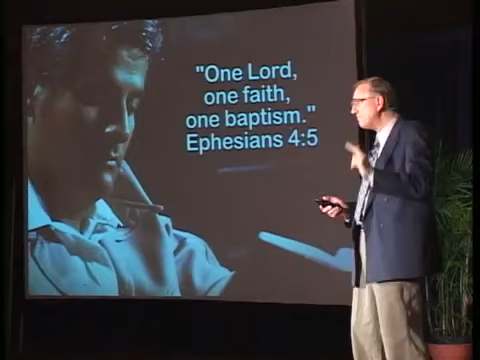 "One Lord,
one faith,
one baptism."
Ephesians 4:5